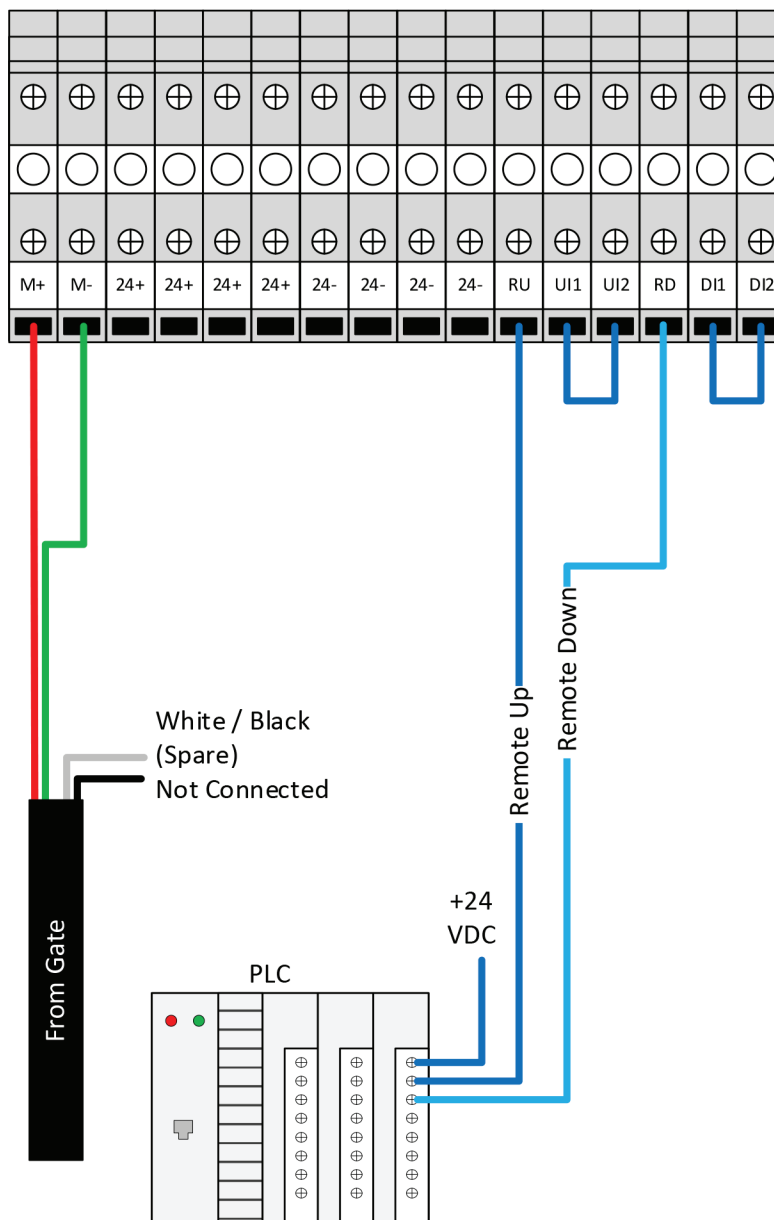 M+ M- 24+ 24+ 24+ 24+ 24- 24- 24- 24- RU UI1 UI2 RD DI1 DI2
Remote Down
Remote Up
White / Black
(Spare)
Not Connected
From Gate
+24
VDC
PLC